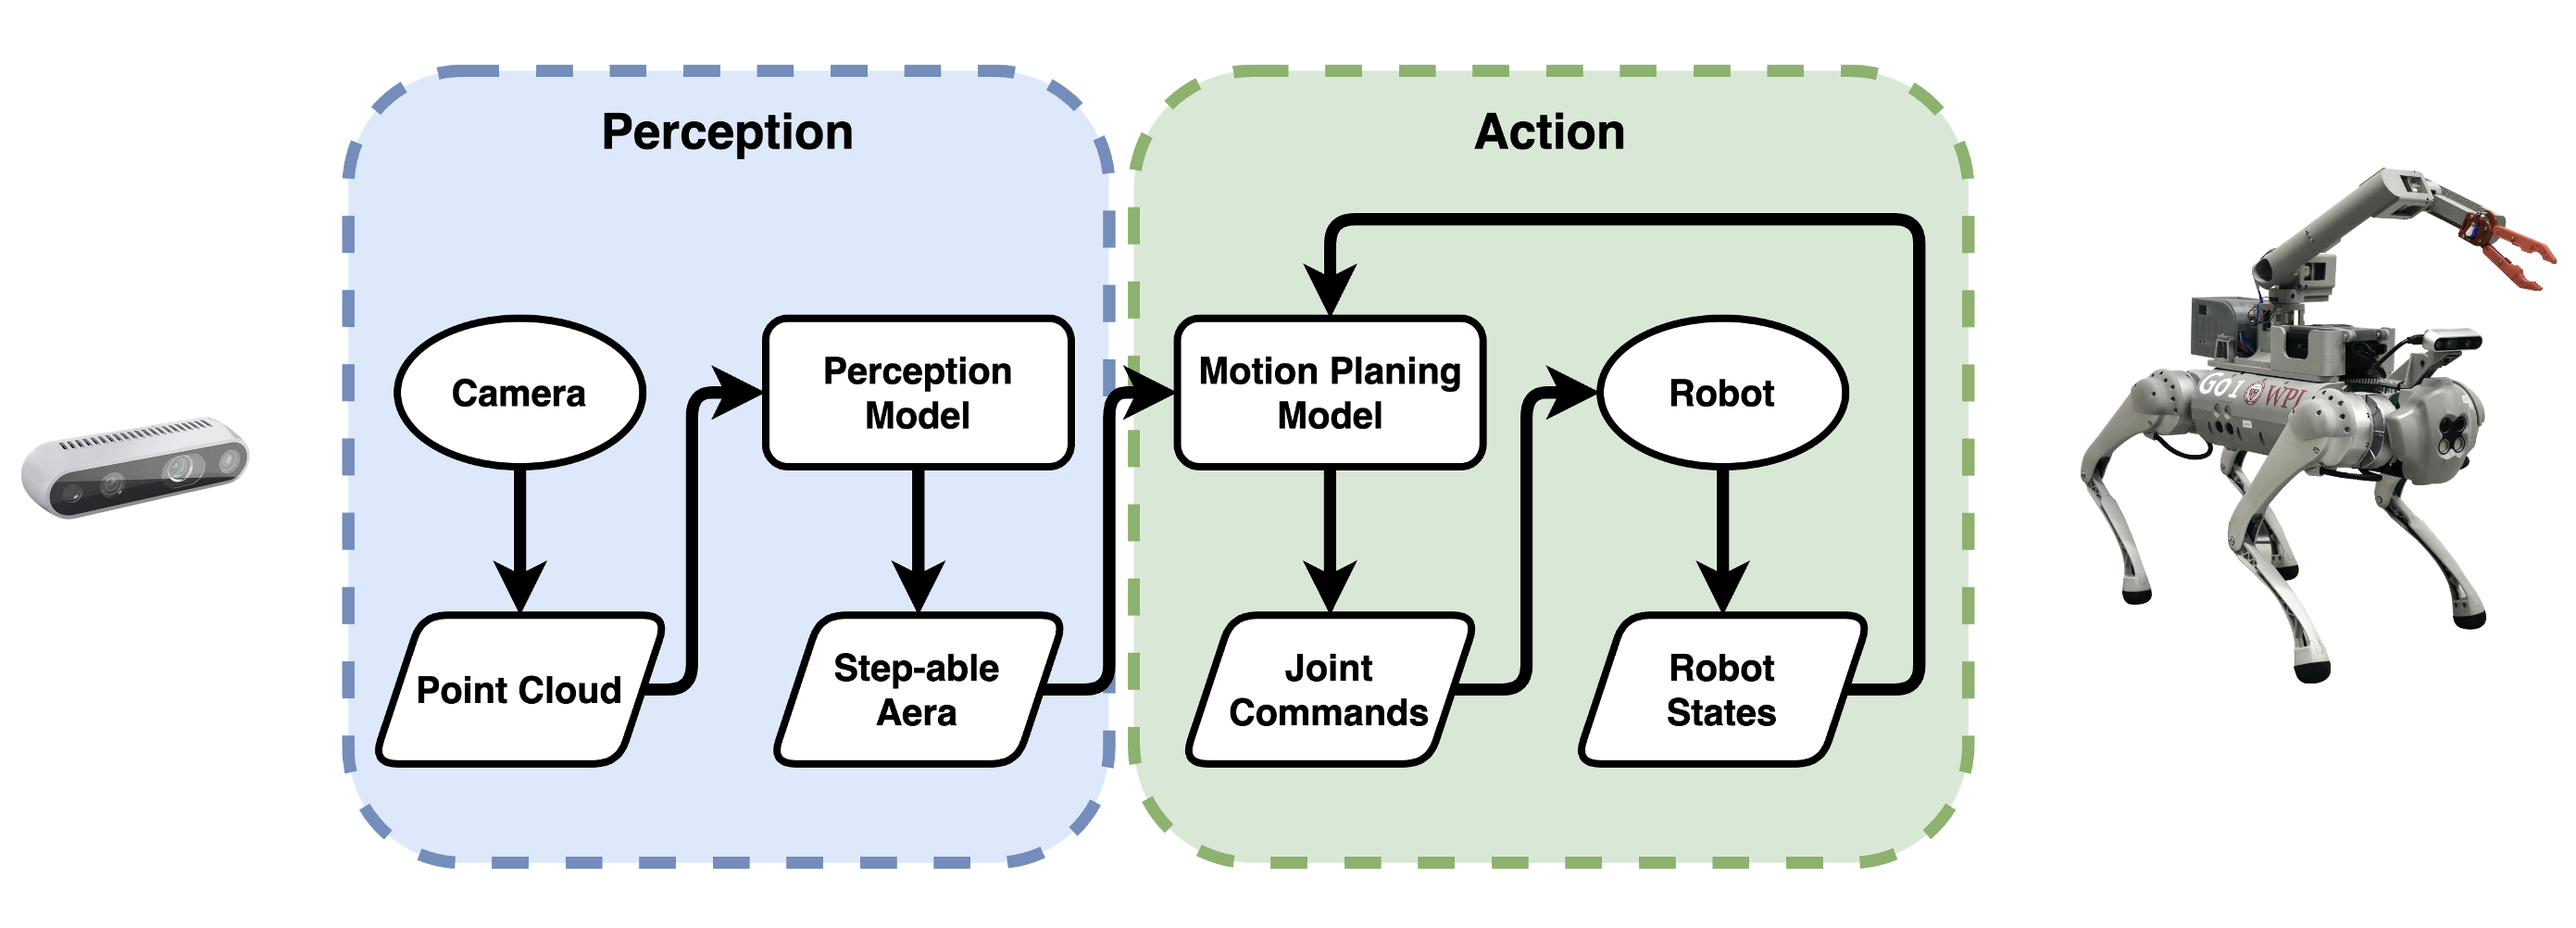 Perception
Action
Camera
Perception
Model
Motion Planing
Model
Robot
Point Cloud
Step-able
Aera
Joint
Commands
Robot
States
GO1
WPI